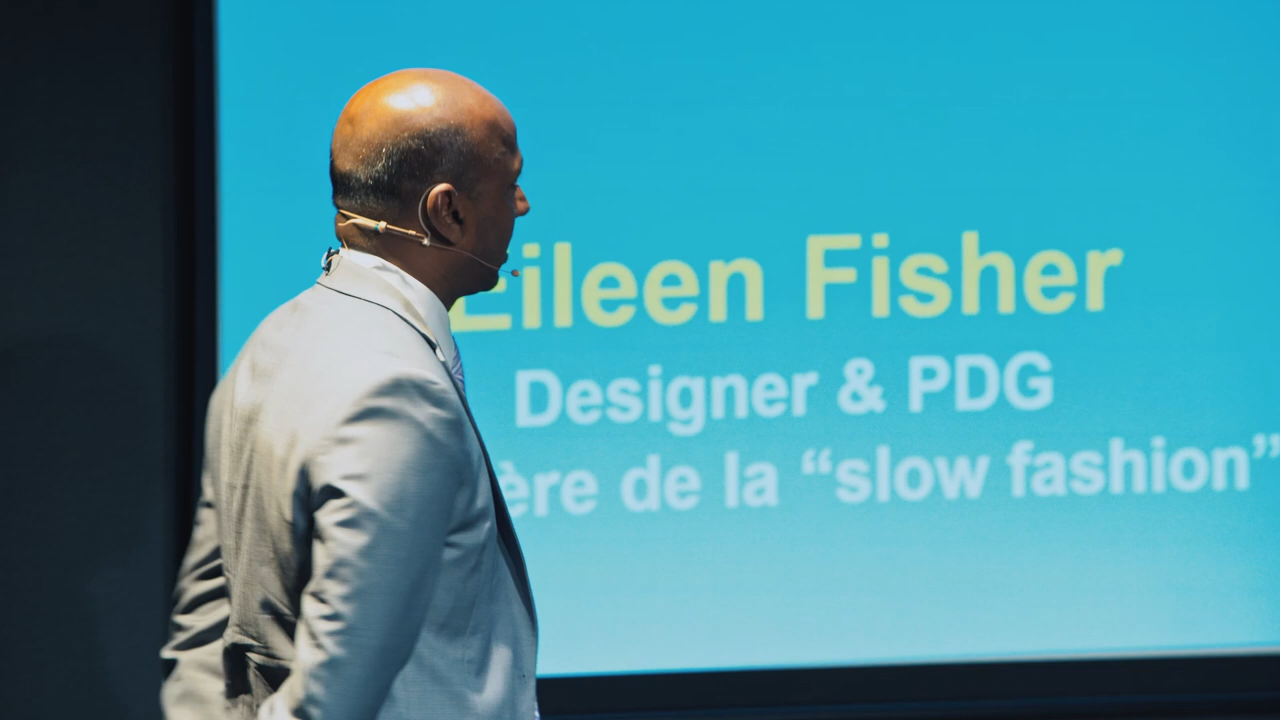 Eileen Fisher
Designer & PDG
ère de la “slow fashion”